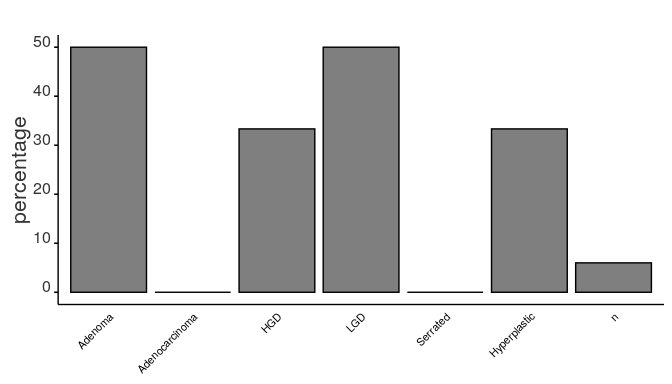 percentage
50
40
30
20
10
0
Adenoma
Adenocarcinoma
HGD
LGD
Serrated
Hyperplastic
n